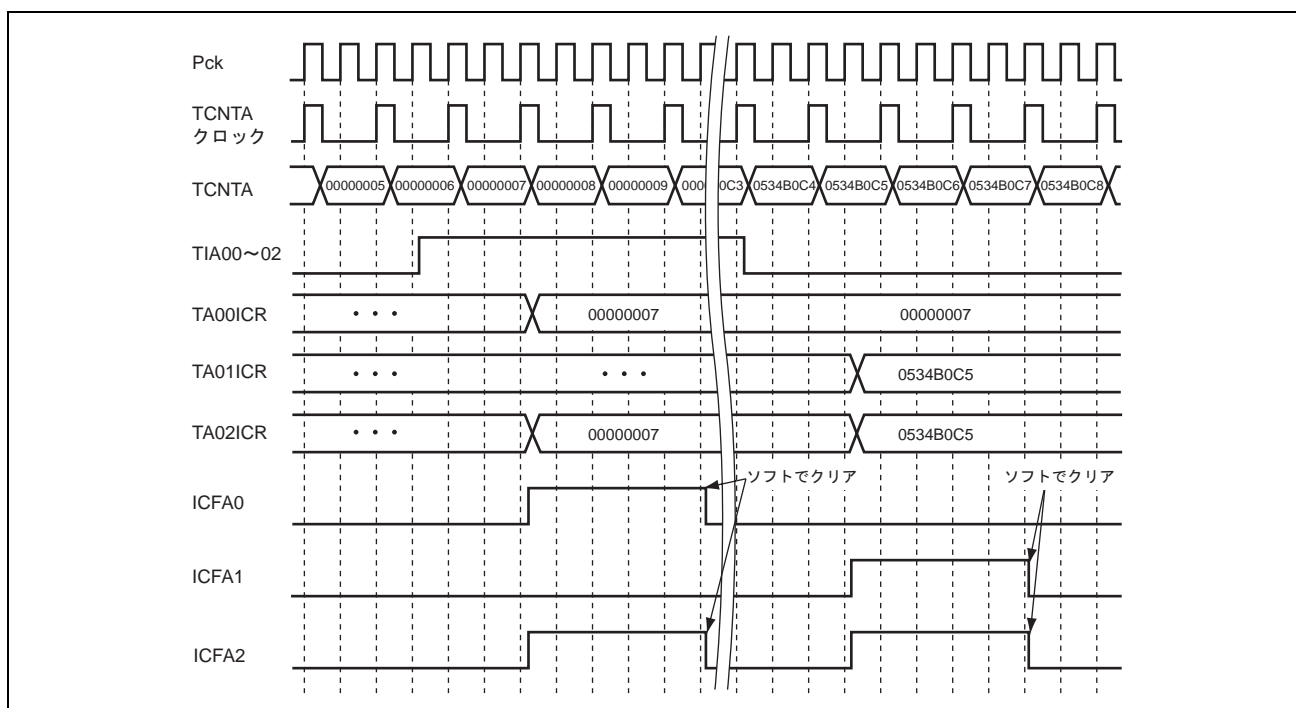 Pck
TCNTA
クロック
TCNTA
00000005 00000006 00000007 00000008 00000009 0000 0C3 0534B0C4 0534B0C5 0534B0C6 0534B0C7 0534B0C8
TIA00～02
TA00ICR ・・・ 00000007 00000007
TA01ICR ・・・ ・・・ 0534B0C5
TA02ICR ・・・ 00000007 0534B0C5
ソフトでクリア ソフトでクリア
ICFA0
ICFA1
ICFA2